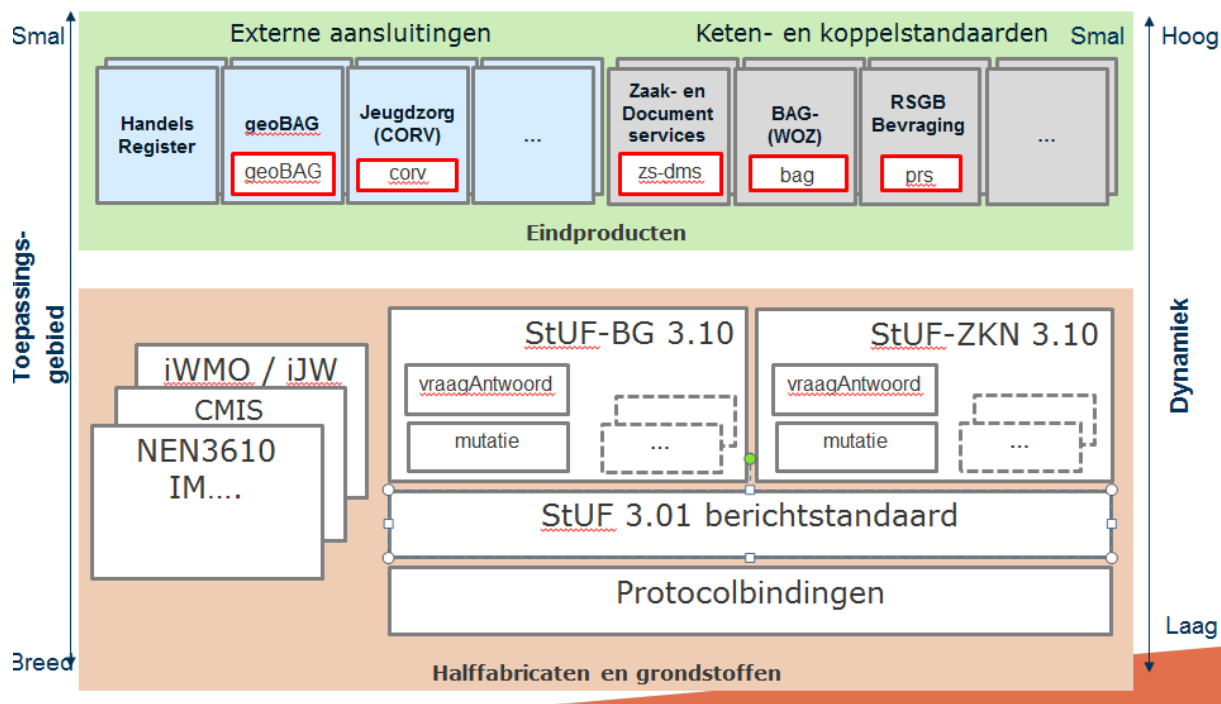 Smal
Externe aansluitingen
Keten- en koppelstandaarden
Smal
Hoog
Handels
Register
geoBAG
geoBAG
Jeugdzorg
(CORV)
corv
...
Zaak- en
Document
services
zs-dms
BAG-
(WOZ)
bag
RSGB
Bevraging
prs
...
Eindproducten
Toepassings-
gebied
Dynamiek
iWMO / iJW
CMIS
NEN3610
IM....
StUF-BG 3.10
vraagAntwoord
mutatie
...
StUF-ZKN 3.10
vraagAntwoord
mutatie
...
StUF 3.01 berichtstandaard
Protocolbindingen
Breed
Laag
Halffabricaten en grondstoffen